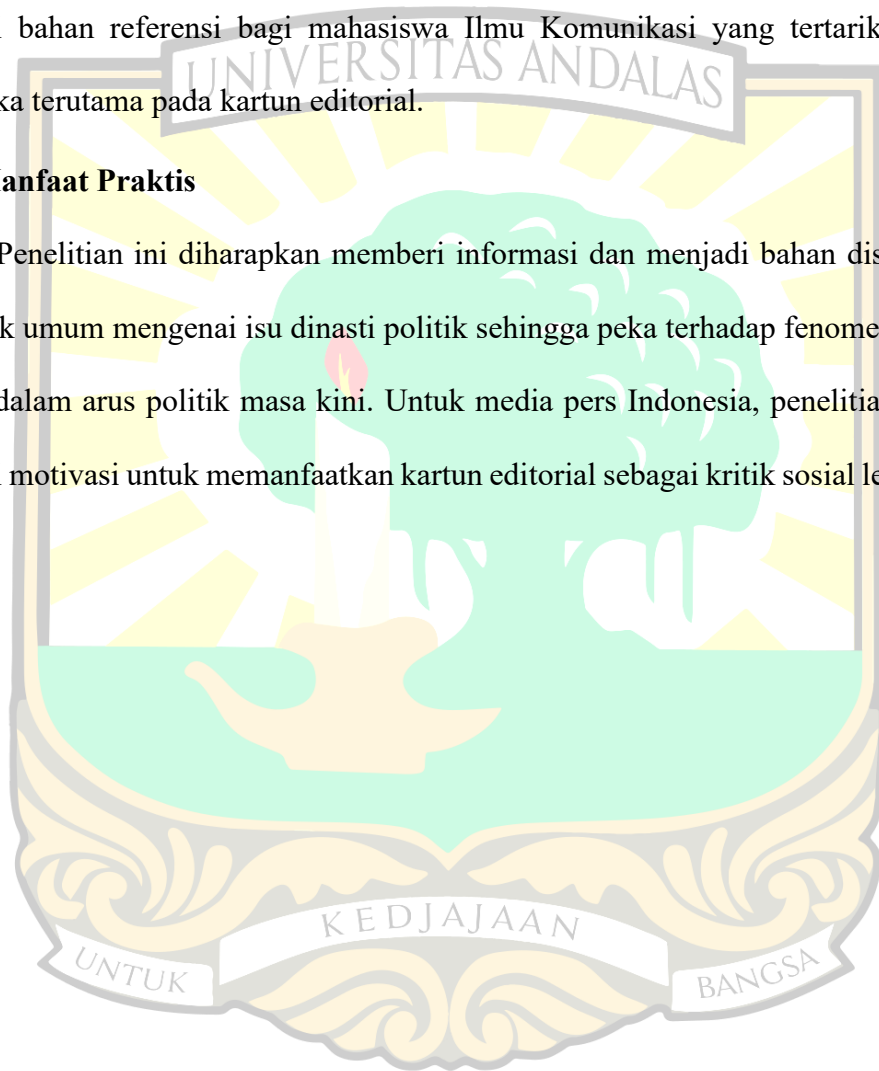 bahan referensi bagi mahasiswa Ilmu Komunikasi yang tertarik
UNIVERSITAS ANDALAS
ka terutama pada kartun editorial.
anfaat Praktis
Penelitian ini diharapkan memberi informasi dan menjadi bahan dis
k umum mengenai isu dinasti politik sehingga peka terhadap fenome
dalam arus politik masa kini. Untuk media pers Indonesia, penelitia
motivasi untuk memanfaatkan kartun editorial sebagai kritik sosial le
UNTUK KEDJAJAAN BANGSA